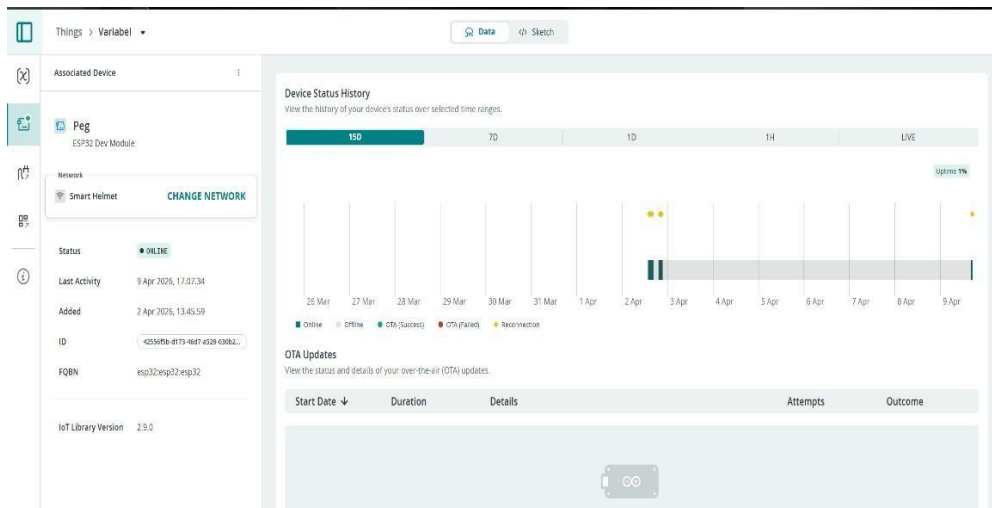 Things > Variabel
Data
</> Sketch
Associated Device
Peg
ESP32 Dev Module
Network
Smart Helmet
CHANGE NETWORK
Status
ONLINE
Last Activity
9 Apr 2026, 17.07.34
Added
2 Apr 2026, 13.45.59
ID
42556f5b-d173-46d7-a529-030b2...
FQBN
esp32:esp32:esp32
IoT Library Version
2.9.0
Device Status History
View the history of your device's status over selected time ranges.
15D 7D 1D 1H LIVE
Uptime 1%
26 Mar 27 Mar 28 Mar 29 Mar 30 Mar 31 Mar 1 Apr 2 Apr 3 Apr 4 Apr 5 Apr 6 Apr 7 Apr 8 Apr 9 Apr
Online Offline OTA (Success) OTA (Failed) Reconnection
OTA Updates
View the status and details of your over-the-air (OTA) updates.
Start Date Duration Details Attempts Outcome